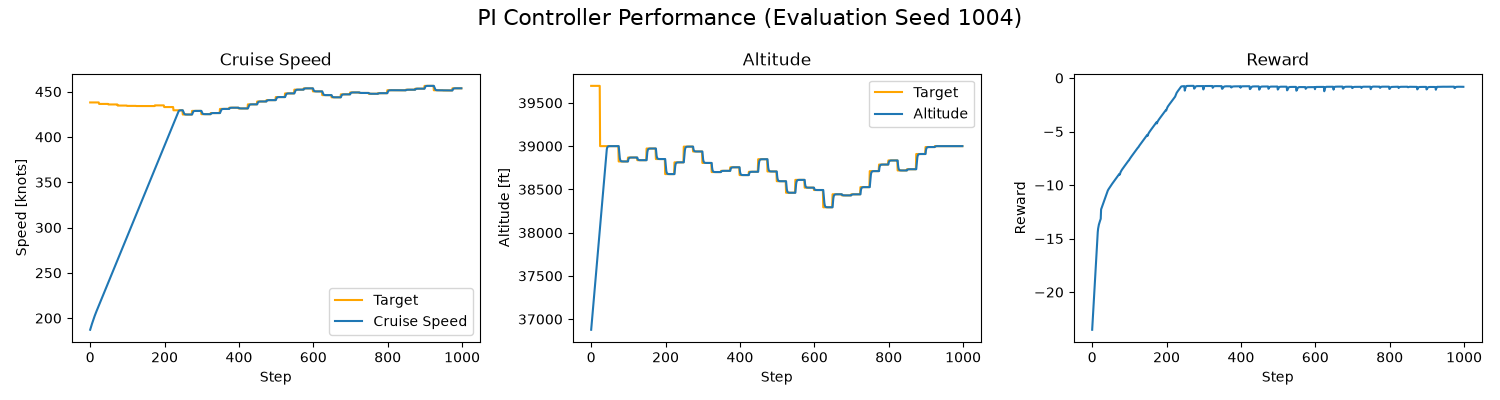 PI Controller Performance (Evaluation Seed 1004)
Cruise Speed
Speed [knots]
450
400
350
300
250
200
0 200 400 600 800 1000
Step
Target
Cruise Speed
Altitude
Altitude [ft]
39500
39000
38500
38000
37500
37000
0 200 400 600 800 1000
Step
Target
Altitude
Reward
Reward
0
−5
−10
−15
−20
0 200 400 600 800 1000
Step